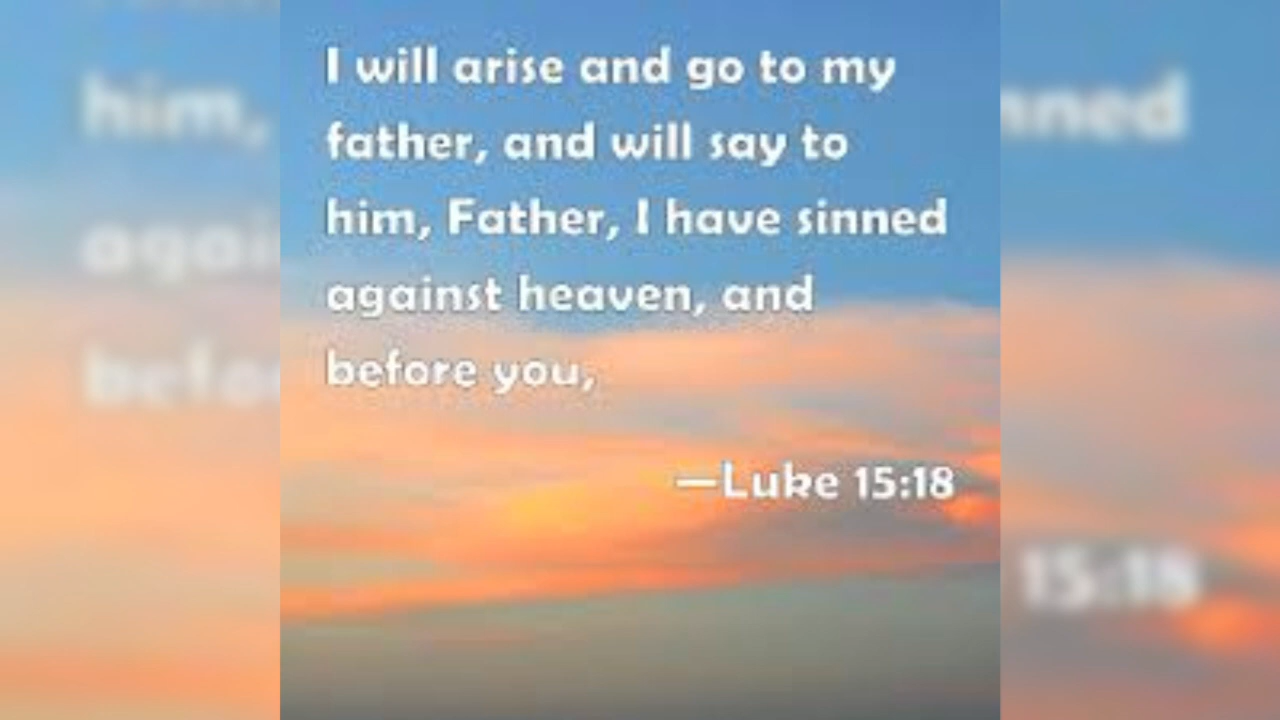 I will arise and go to my
father, and will say to
him, Father, I have sinned
against heaven, and
before you,
—Luke 15:18